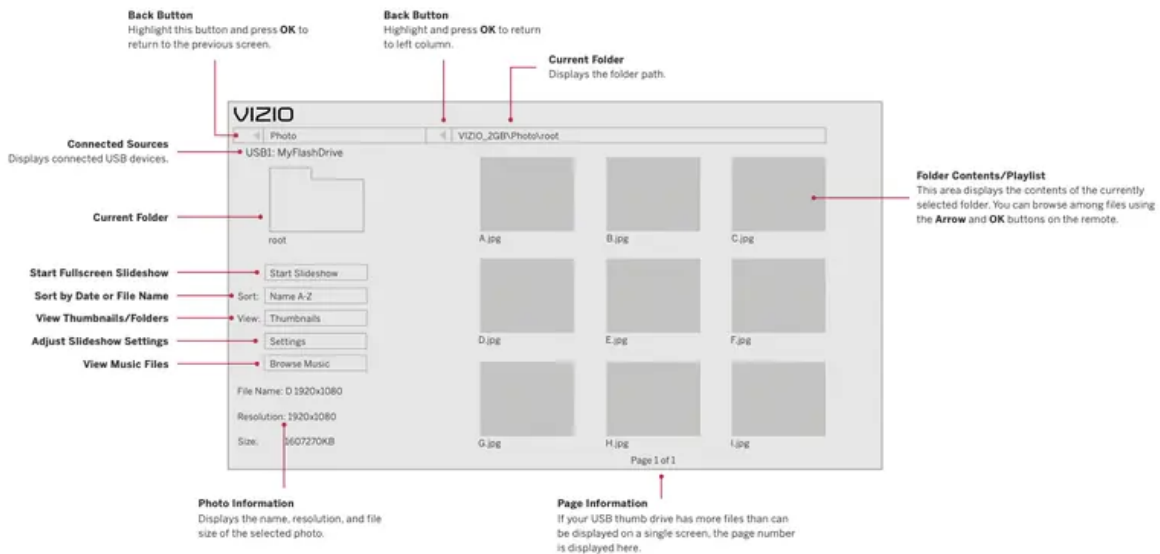 Back Button
Highlight this button and press OK to
return to the previous screen.
Back Button
Highlight and press OK to return
to left column.
Current Folder
Displays the folder path.
VIZIO
Photo
VIZIO_2GB\Photo\root
Connected Sources
Displays connected USB devices.
USB1: MyFlashDrive
Current Folder
root
A.jpg
B.jpg
C.jpg
Folder Contents/Playlist
This area displays the contents of the currently
selected folder. You can browse among files using
the Arrow and OK buttons on the remote.
Start Fullscreen Slideshow
Start Slideshow
Sort by Date or File Name
Sort: Name A-Z
View Thumbnails/Folders
View: Thumbnails
Adjust Slideshow Settings
Settings
View Music Files
Browse Music
D.jpg
E.jpg
F.jpg
File Name: D 1920x1080
Resolution: 1920x1080
Size: 1607270KB
G.jpg
H.jpg
I.jpg
Page 1 of 1
Photo Information
Displays the name, resolution, and file
size of the selected photo.
Page Information
If your USB thumb drive has more files than can
be displayed on a single screen, the page number
is displayed here.